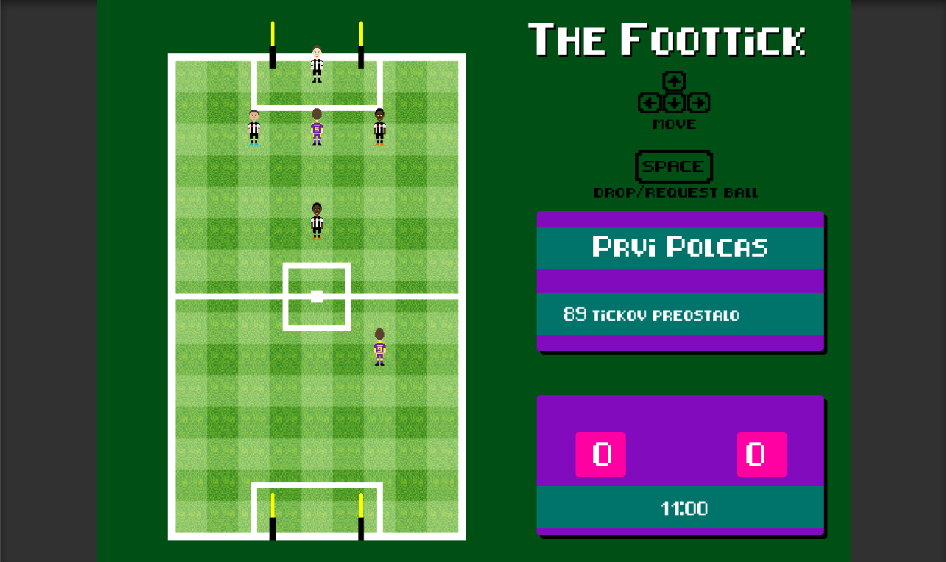 THE FOOTTiCK
MOVE
SPACE
DROP/REQUEST BALL
PRVi POLCAS
89 TiCKOV PREOSTALO
0 0
11:00